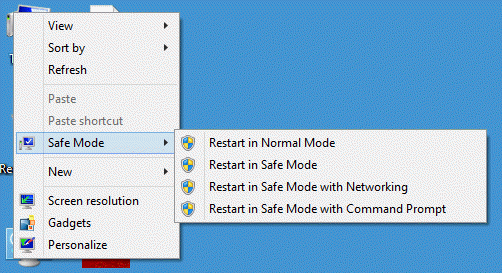 View
Sort by
Refresh
Paste
Paste shortcut
Safe Mode
New
Screen resolution
Gadgets
Personalize
Restart in Normal Mode
Restart in Safe Mode
Restart in Safe Mode with Networking
Restart in Safe Mode with Command Prompt